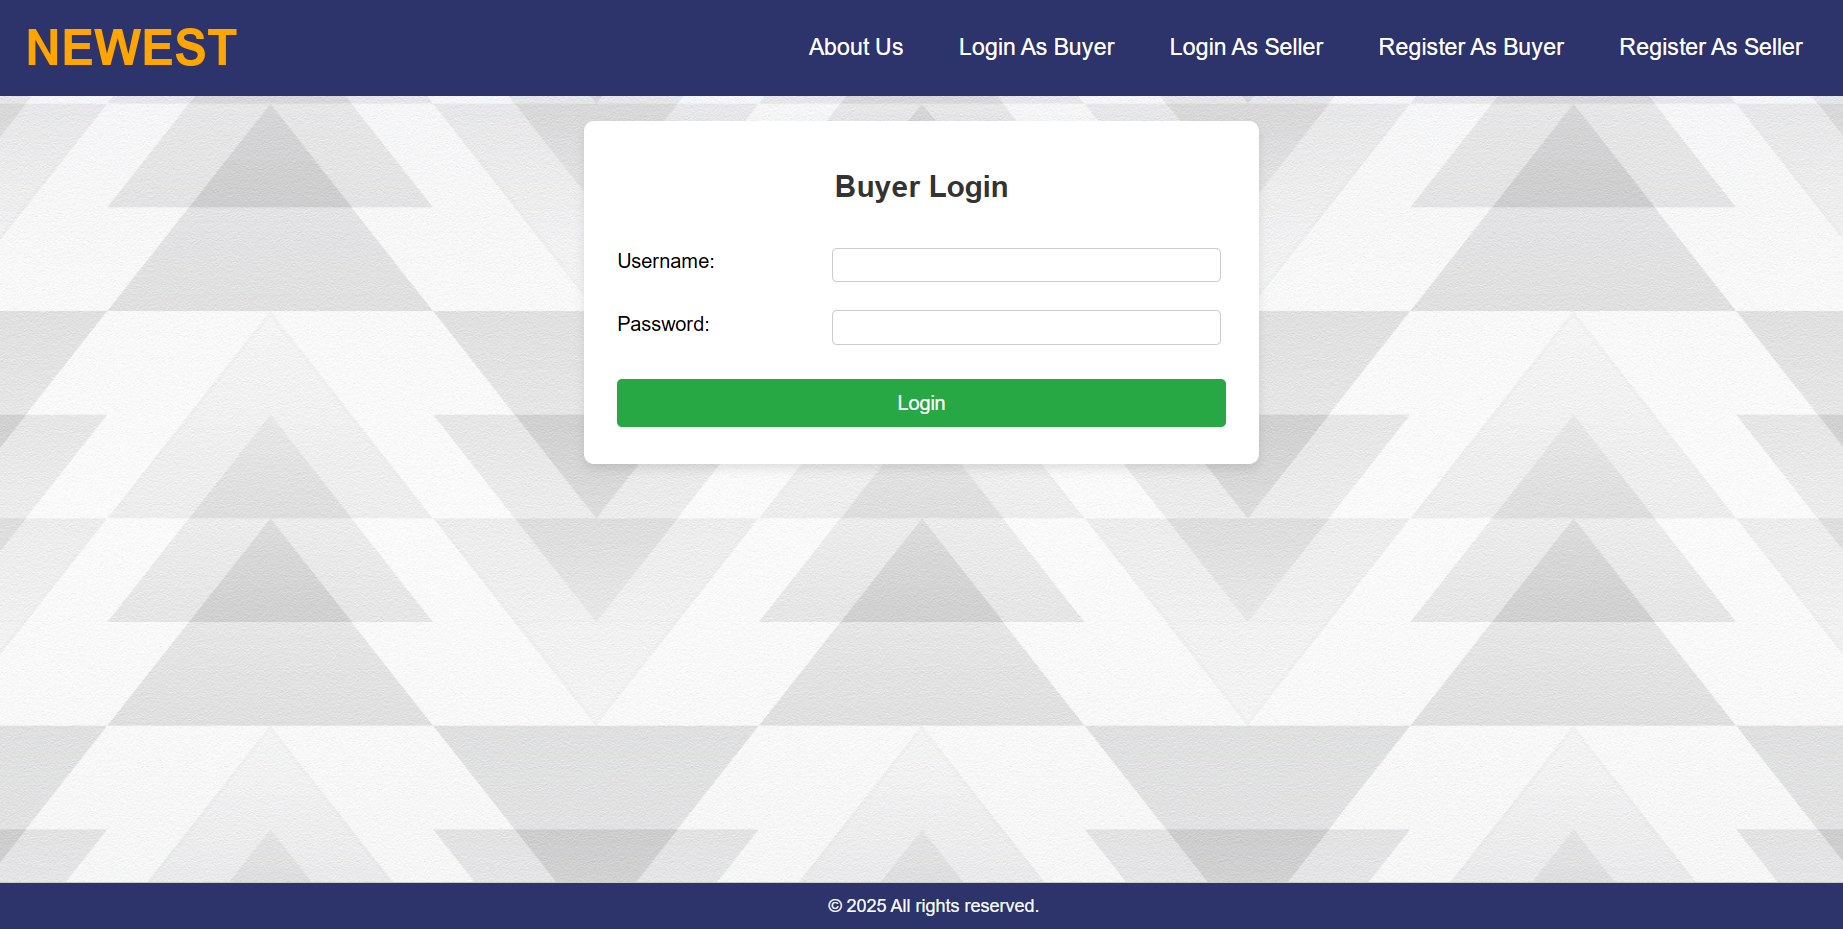 NEWEST
About Us Login As Buyer Login As Seller Register As Buyer Register As Seller
Buyer Login
Username:
Password:
Login
© 2025 All rights reserved.